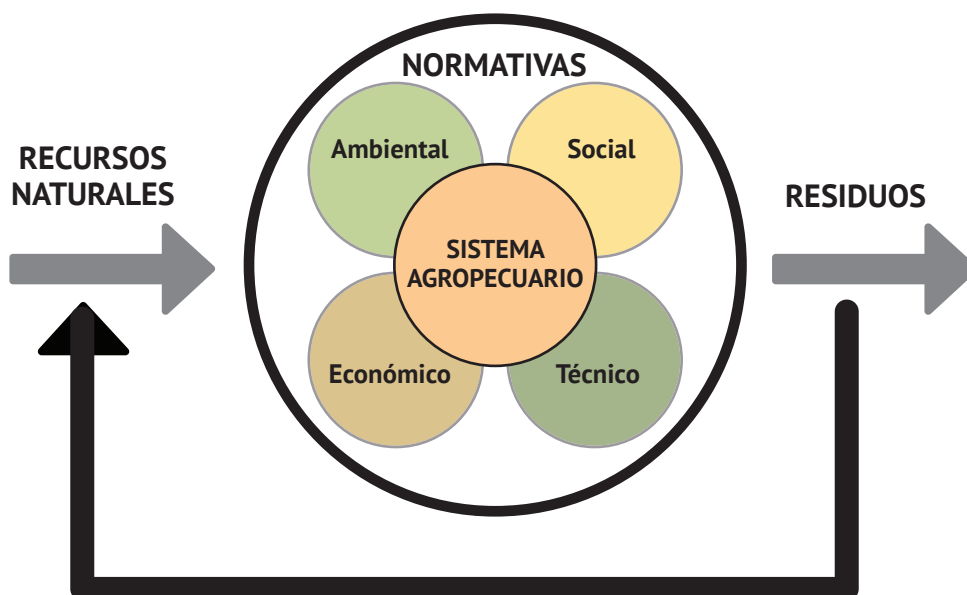 NORMATIVAS
Ambiental
Social
RECURSOS
NATURALES
RESIDUOS
SISTEMA
AGROPECUARIO
Económico
Técnico